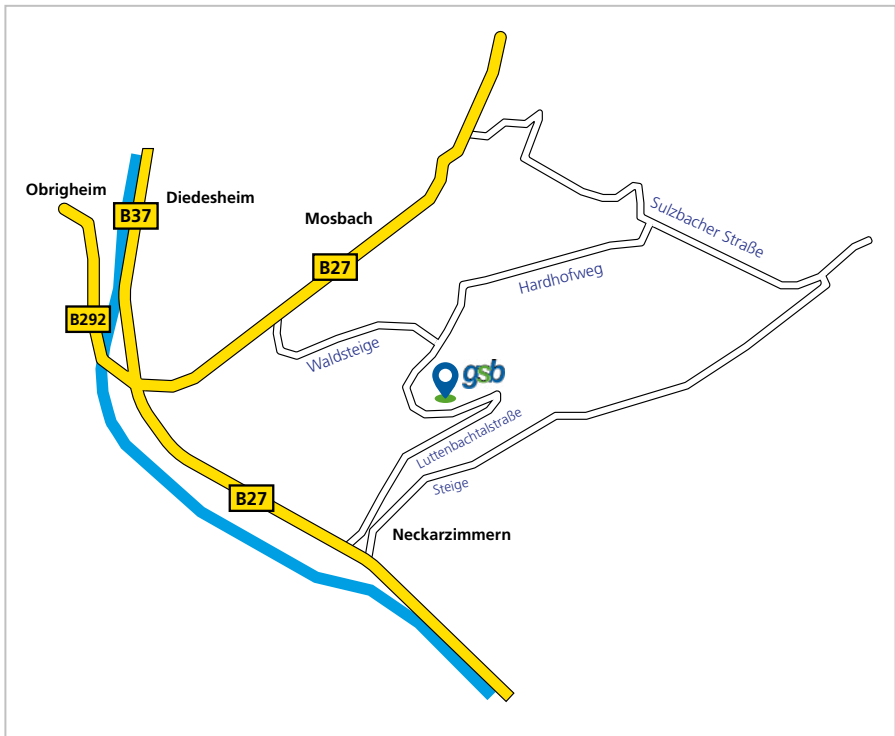 Obrigheim
B37
Diedesheim
Mosbach
B27
B292
Sulzbacher Straße
Hardhofweg
Waldsteige
gsb
Luttenbachtalstraße
Steige
B27
Neckarzimmern